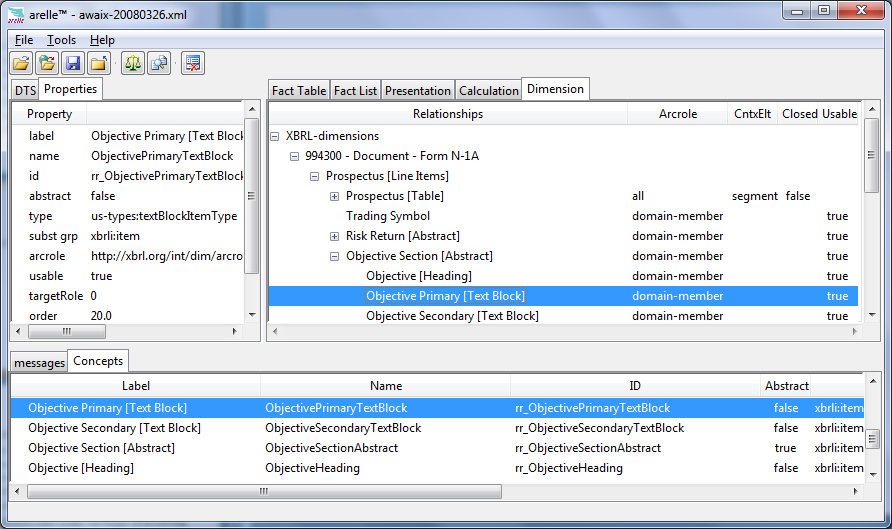 arelle™ - awaix-20080326.xml
File Tools Help
DTS Properties
Property
label Objective Primary [Text Block
name ObjectivePrimaryTextBlock
id rr_ObjectivePrimaryTextBlock
abstract false
type us-types:textBlockItemType
subst grp xbrli:item
arcrole http://xbrl.org/int/dim/arcro
usable true
targetRole 0
order 20.0
Fact Table Fact List Presentation Calculation Dimension
Relationships Arcrole CntxElt Closed Usable
XBRL-dimensions
994300 - Document - Form N-1A
Prospectus [Line Items]
Prospectus [Table] all segment false
Trading Symbol domain-member true
Risk Return [Abstract] domain-member true
Objective Section [Abstract] domain-member true
Objective [Heading] domain-member true
Objective Primary [Text Block] domain-member true
Objective Secondary [Text Block] domain-member true
messages Concepts
Label Name ID Abstract
Objective Primary [Text Block] ObjectivePrimaryTextBlock rr_ObjectivePrimaryTextBlock false xbrli:item
Objective Secondary [Text Block] ObjectiveSecondaryTextBlock rr_ObjectiveSecondaryTextBlock false xbrli:item
Objective Section [Abstract] ObjectiveSectionAbstract rr_ObjectiveSectionAbstract true xbrli:item
Objective [Heading] ObjectiveHeading rr_ObjectiveHeading false xbrli:item